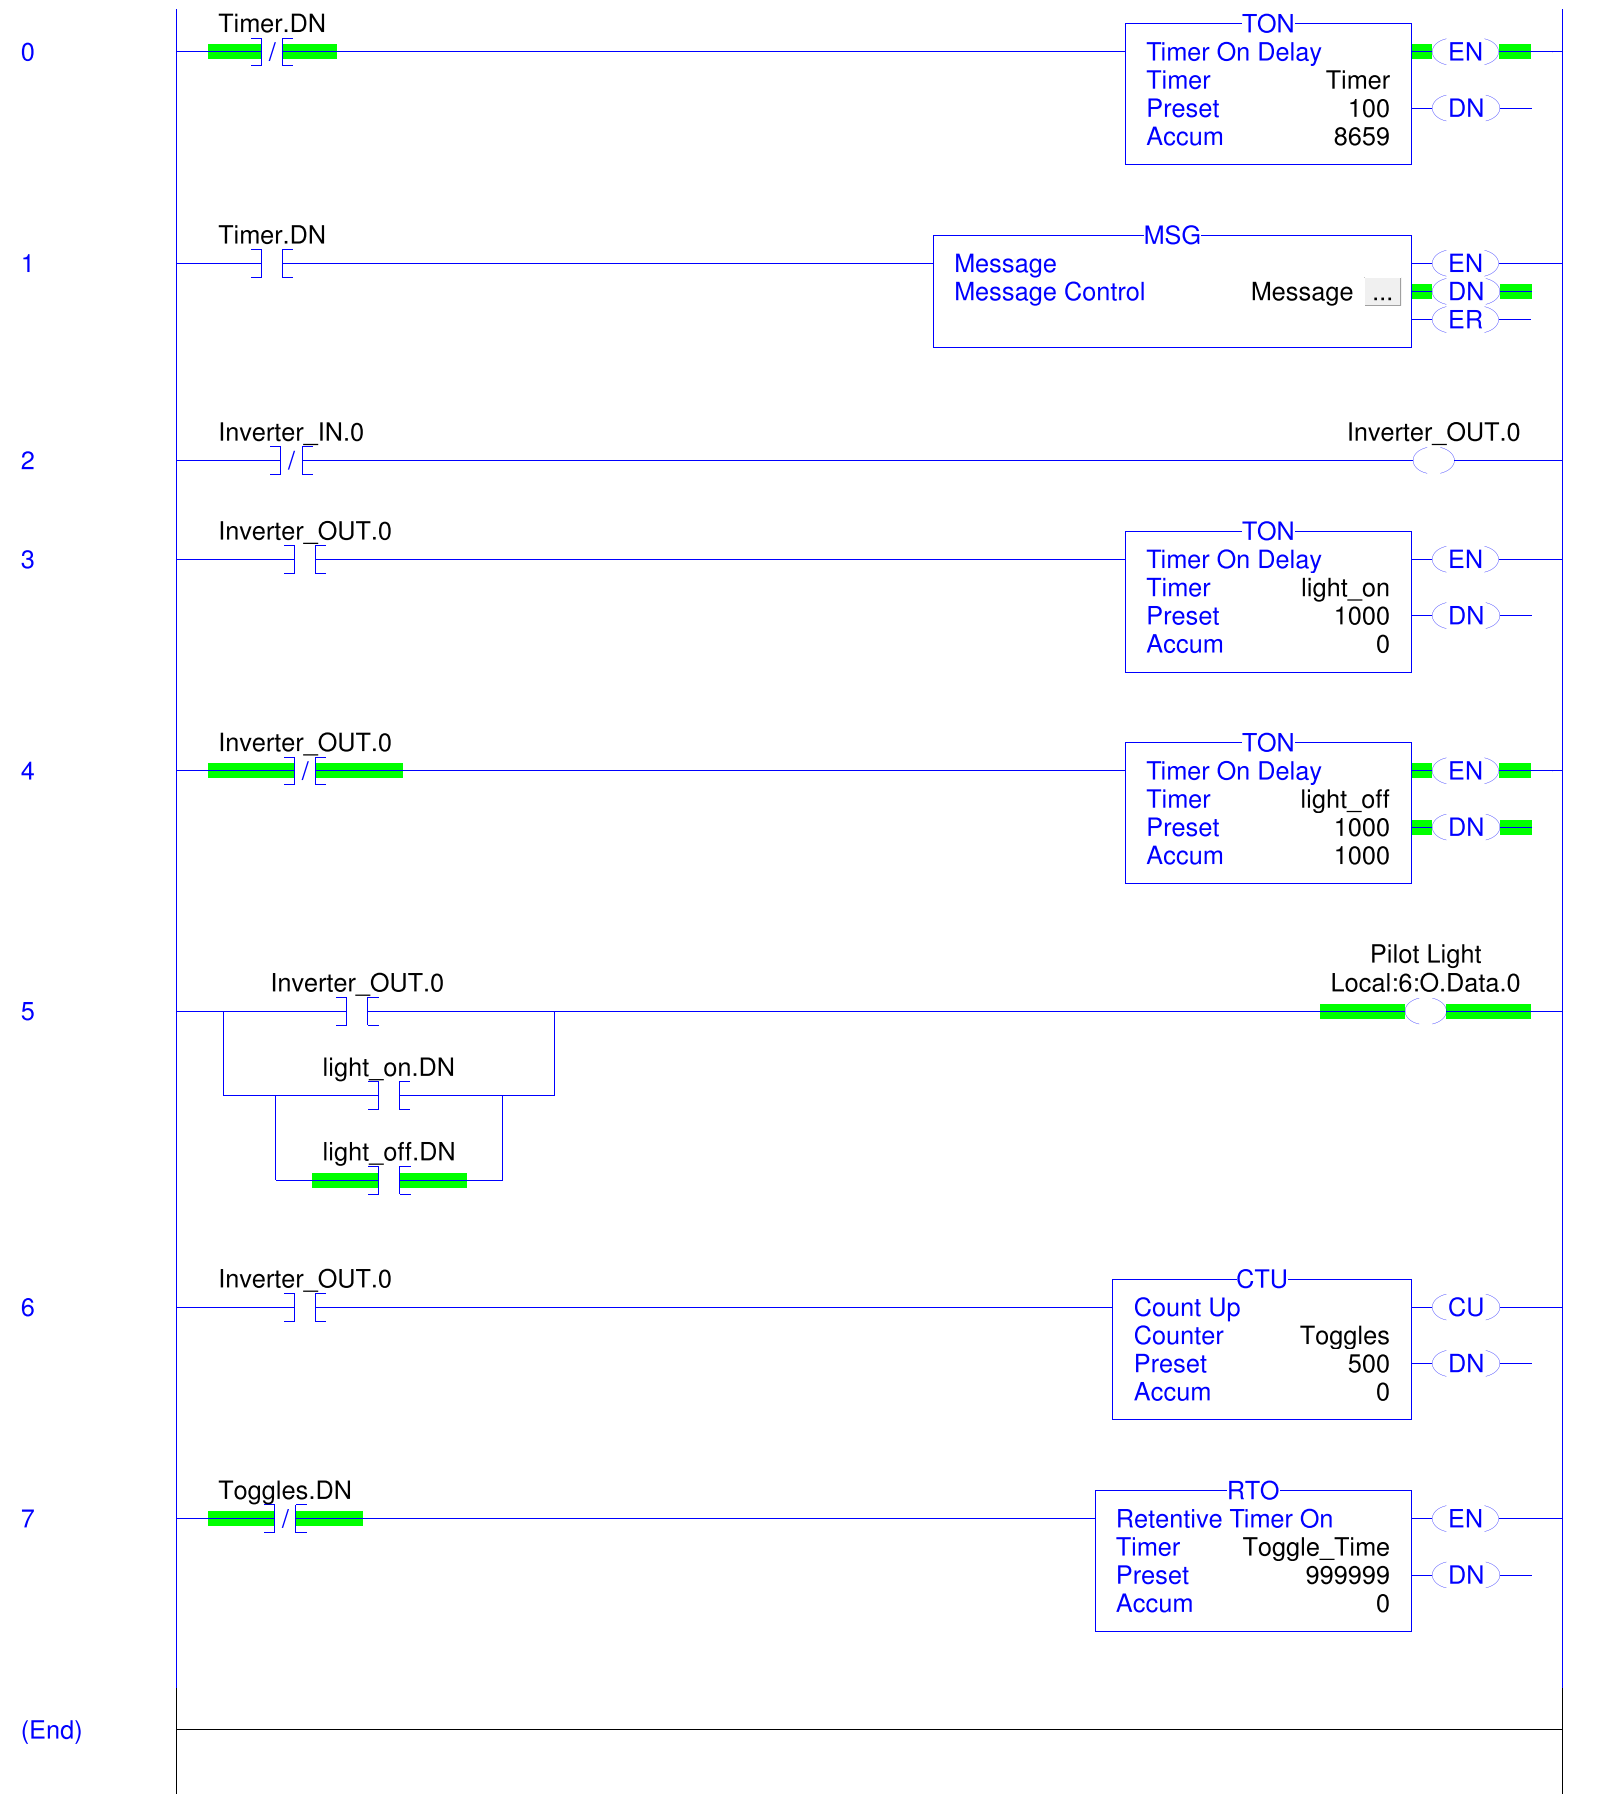 Timer.DN
TON
0
/
Timer On Delay
EN
Timer Timer
Preset 100
DN
Accum 8659
Timer.DN
MSG
1
Message
EN
Message Control Message ...
DN
ER
Inverter_IN.0
Inverter_OUT.0
2
/
Inverter_OUT.0
TON
3
Timer On Delay
EN
Timer light_on
Preset 1000
DN
Accum 0
Inverter_OUT.0
TON
4
/
Timer On Delay
EN
Timer light_off
Preset 1000
DN
Accum 1000
Pilot Light
Inverter_OUT.0
Local:6:O.Data.0
5
light_on.DN
light_off.DN
Inverter_OUT.0
CTU
6
Count Up
CU
Counter Toggles
Preset 500
DN
Accum 0
Toggles.DN
RTO
7
/
Retentive Timer On
EN
Timer Toggle_Time
Preset 999999
DN
Accum 0
(End)